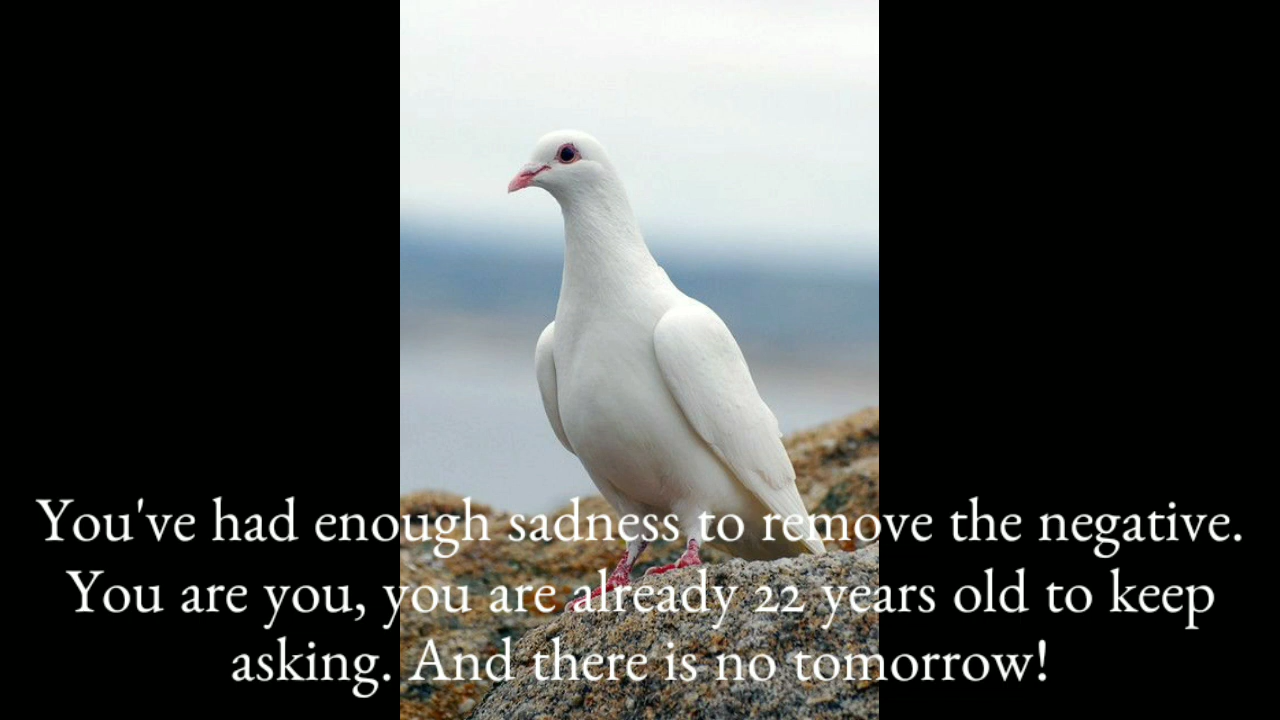 You've had enough sadness to remove the negative.
You are you, you are already 22 years old to keep
asking. And there is no tomorrow!